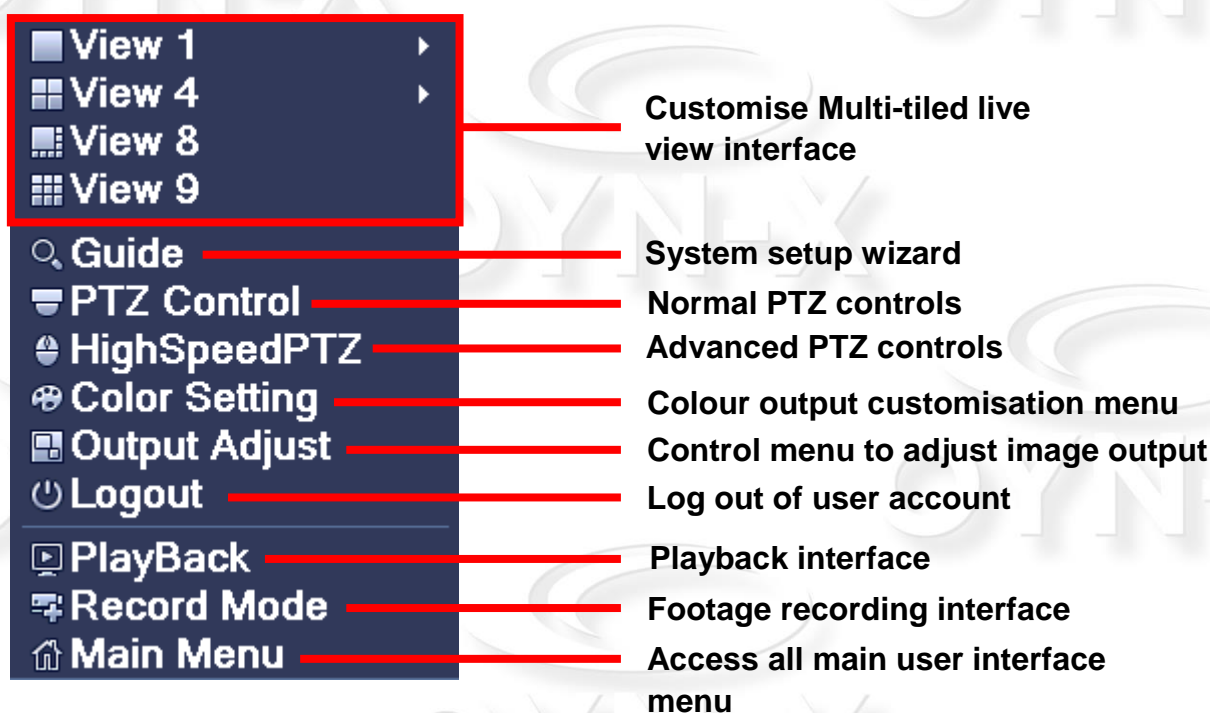 View 1
View 4
View 8
View 9
Customise Multi-tiled live
view interface
Guide
System setup wizard
PTZ Control
Normal PTZ controls
HighSpeedPTZ
Advanced PTZ controls
Color Setting
Colour output customisation menu
Output Adjust
Control menu to adjust image output
Logout
Log out of user account
PlayBack
Playback interface
Record Mode
Footage recording interface
Main Menu
Access all main user interface
menu
OYN-X